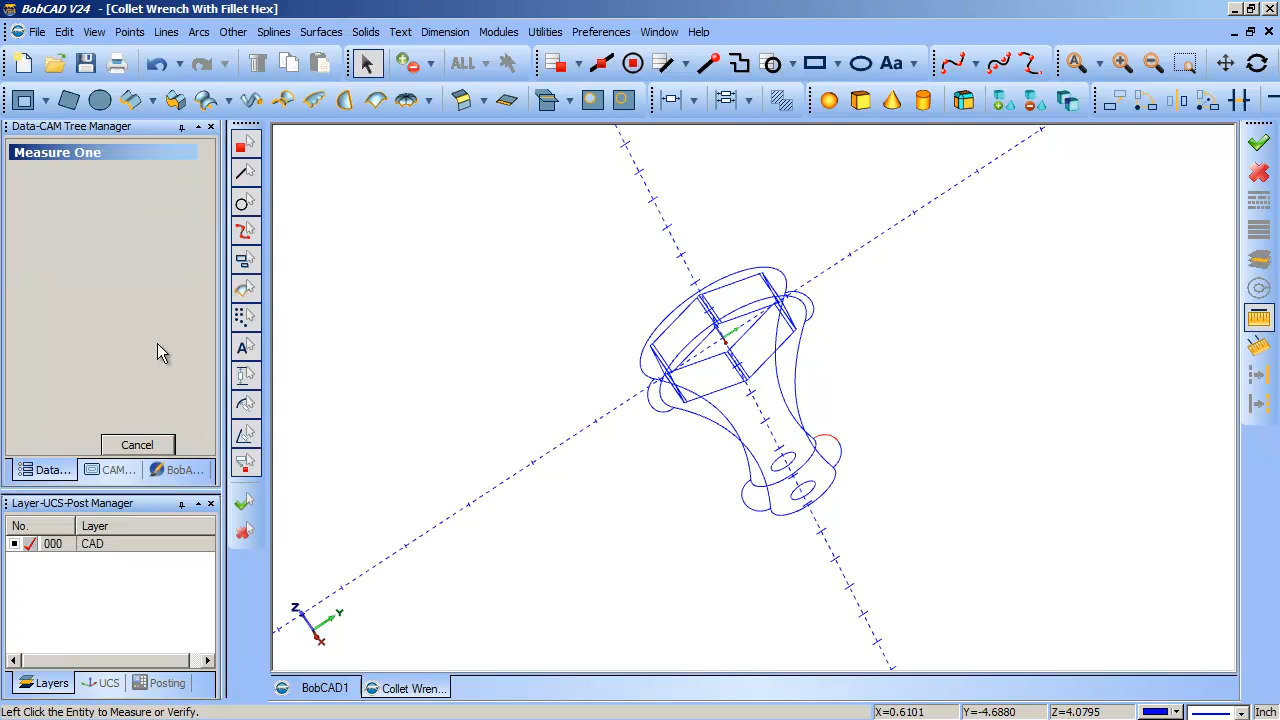 BobCAD V24 - [Collet Wrench With Fillet Hex]
File Edit View Points Lines Arcs Other Splines Surfaces Solids Text Dimension Modules Utilities Preferences Window Help
ALL Aa
Data-CAM Tree Manager
Measure One
A
Cancel
Data... CAM... BobA...
Layer-UCS-Post Manager
No. Layer
000 CAD
Layers UCS Posting
Z Y X
BobCAD1 Collet Wren...
Left Click the Entity to Measure or Verify. X=0.6101 Y=-4.6880 Z=4.0795 Inch